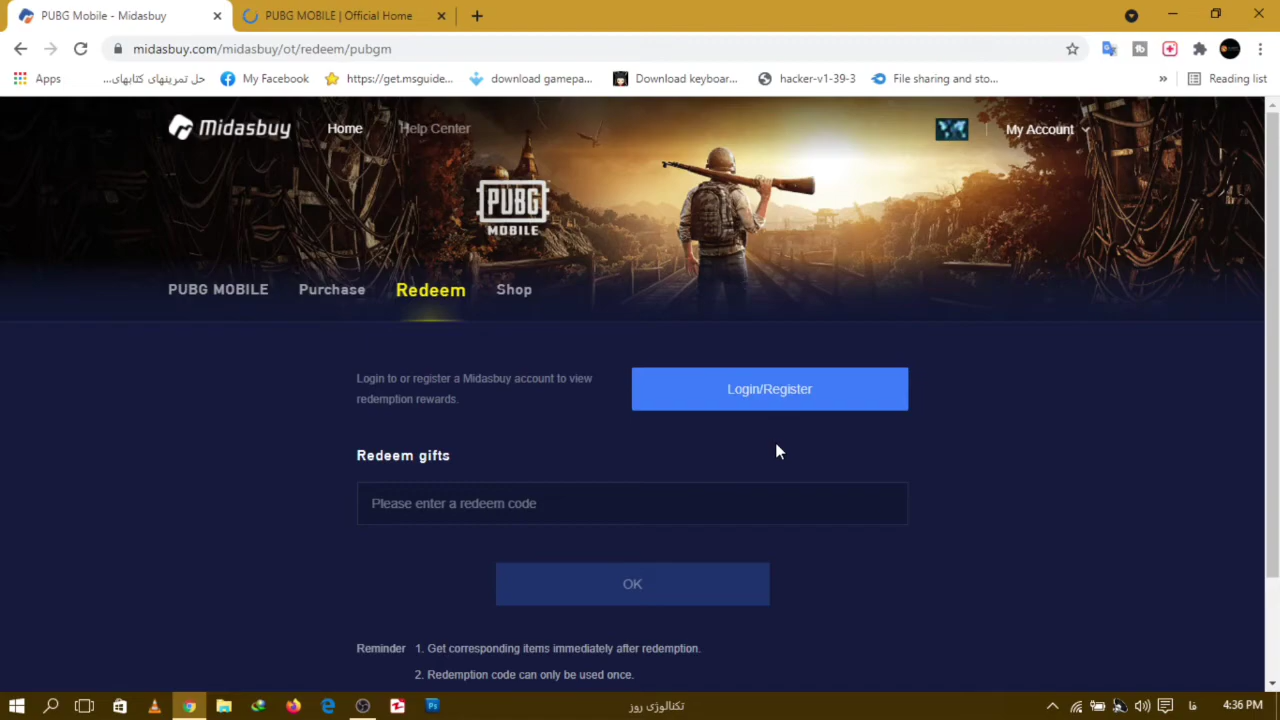 PUBG Mobile - Midasbuy
PUBG MOBILE | Official Home
midasbuy.com/midasbuy/ot/redeem/pubgm
Apps
حل تمرینهای کتابهای...
My Facebook
https://get.msguide...
download gamepa...
Download keyboar...
hacker-v1-39-3
File sharing and sto...
»
Reading list
Midasbuy
Home
Help Center
My Account
PUBG
MOBILE
PUBG MOBILE
Purchase
Redeem
Shop
Login to or register a Midasbuy account to view
redemption rewards.
Login/Register
Redeem gifts
Please enter a redeem code
OK
Reminder
1. Get corresponding items immediately after redemption.
2. Redemption code can only be used once.
تکنالوژی روز
فا
4:36 PM